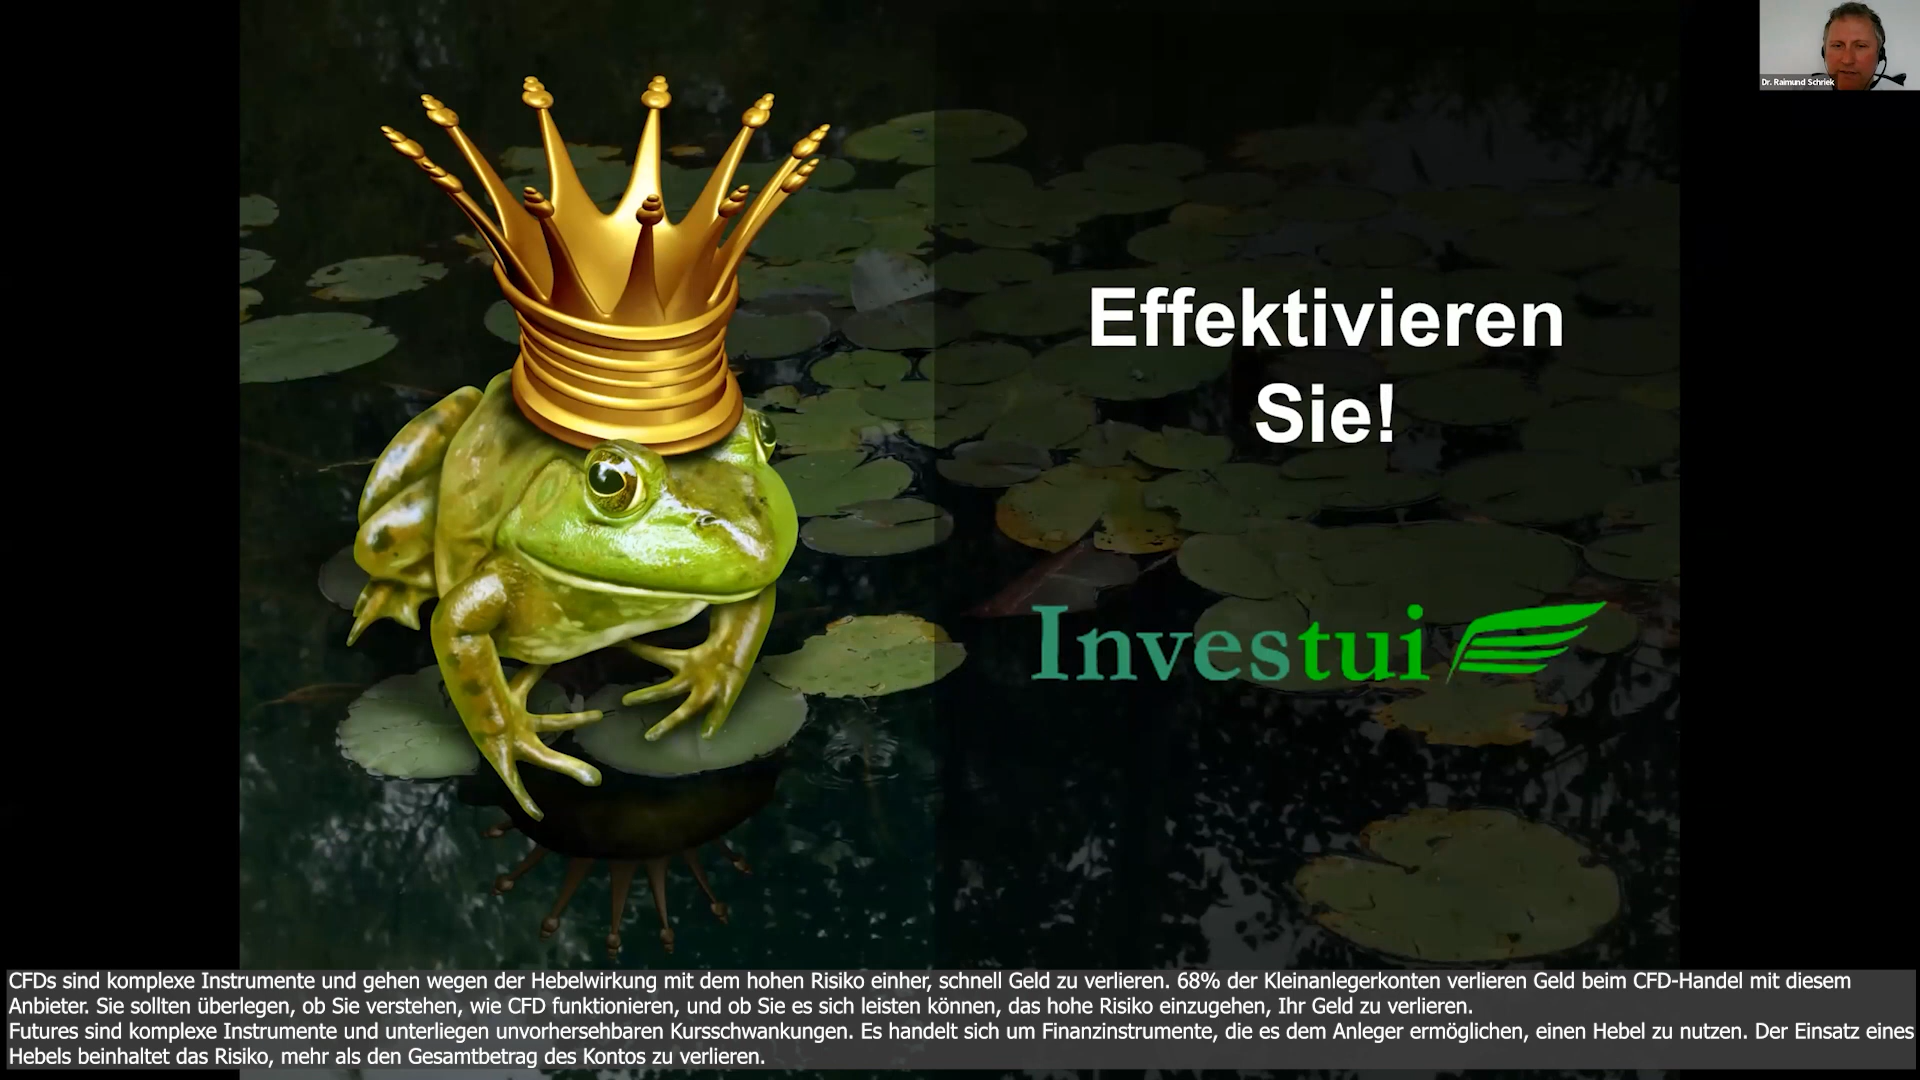 Dr. Raimund Schriek
Effektivieren
Sie!
Investui
CFDs sind komplexe Instrumente und gehen wegen der Hebelwirkung mit dem hohen Risiko einher, schnell Geld zu verlieren. 68% der Kleinanlegerkonten verlieren Geld beim CFD-Handel mit diesem
Anbieter. Sie sollten überlegen, ob Sie verstehen, wie CFD funktionieren, und ob Sie es sich leisten können, das hohe Risiko einzugehen, Ihr Geld zu verlieren.
Futures sind komplexe Instrumente und unterliegen unvorhersehbaren Kursschwankungen. Es handelt sich um Finanzinstrumente, die es dem Anleger ermöglichen, einen Hebel zu nutzen. Der Einsatz eines
Hebels beinhaltet das Risiko, mehr als den Gesamtbetrag des Kontos zu verlieren.